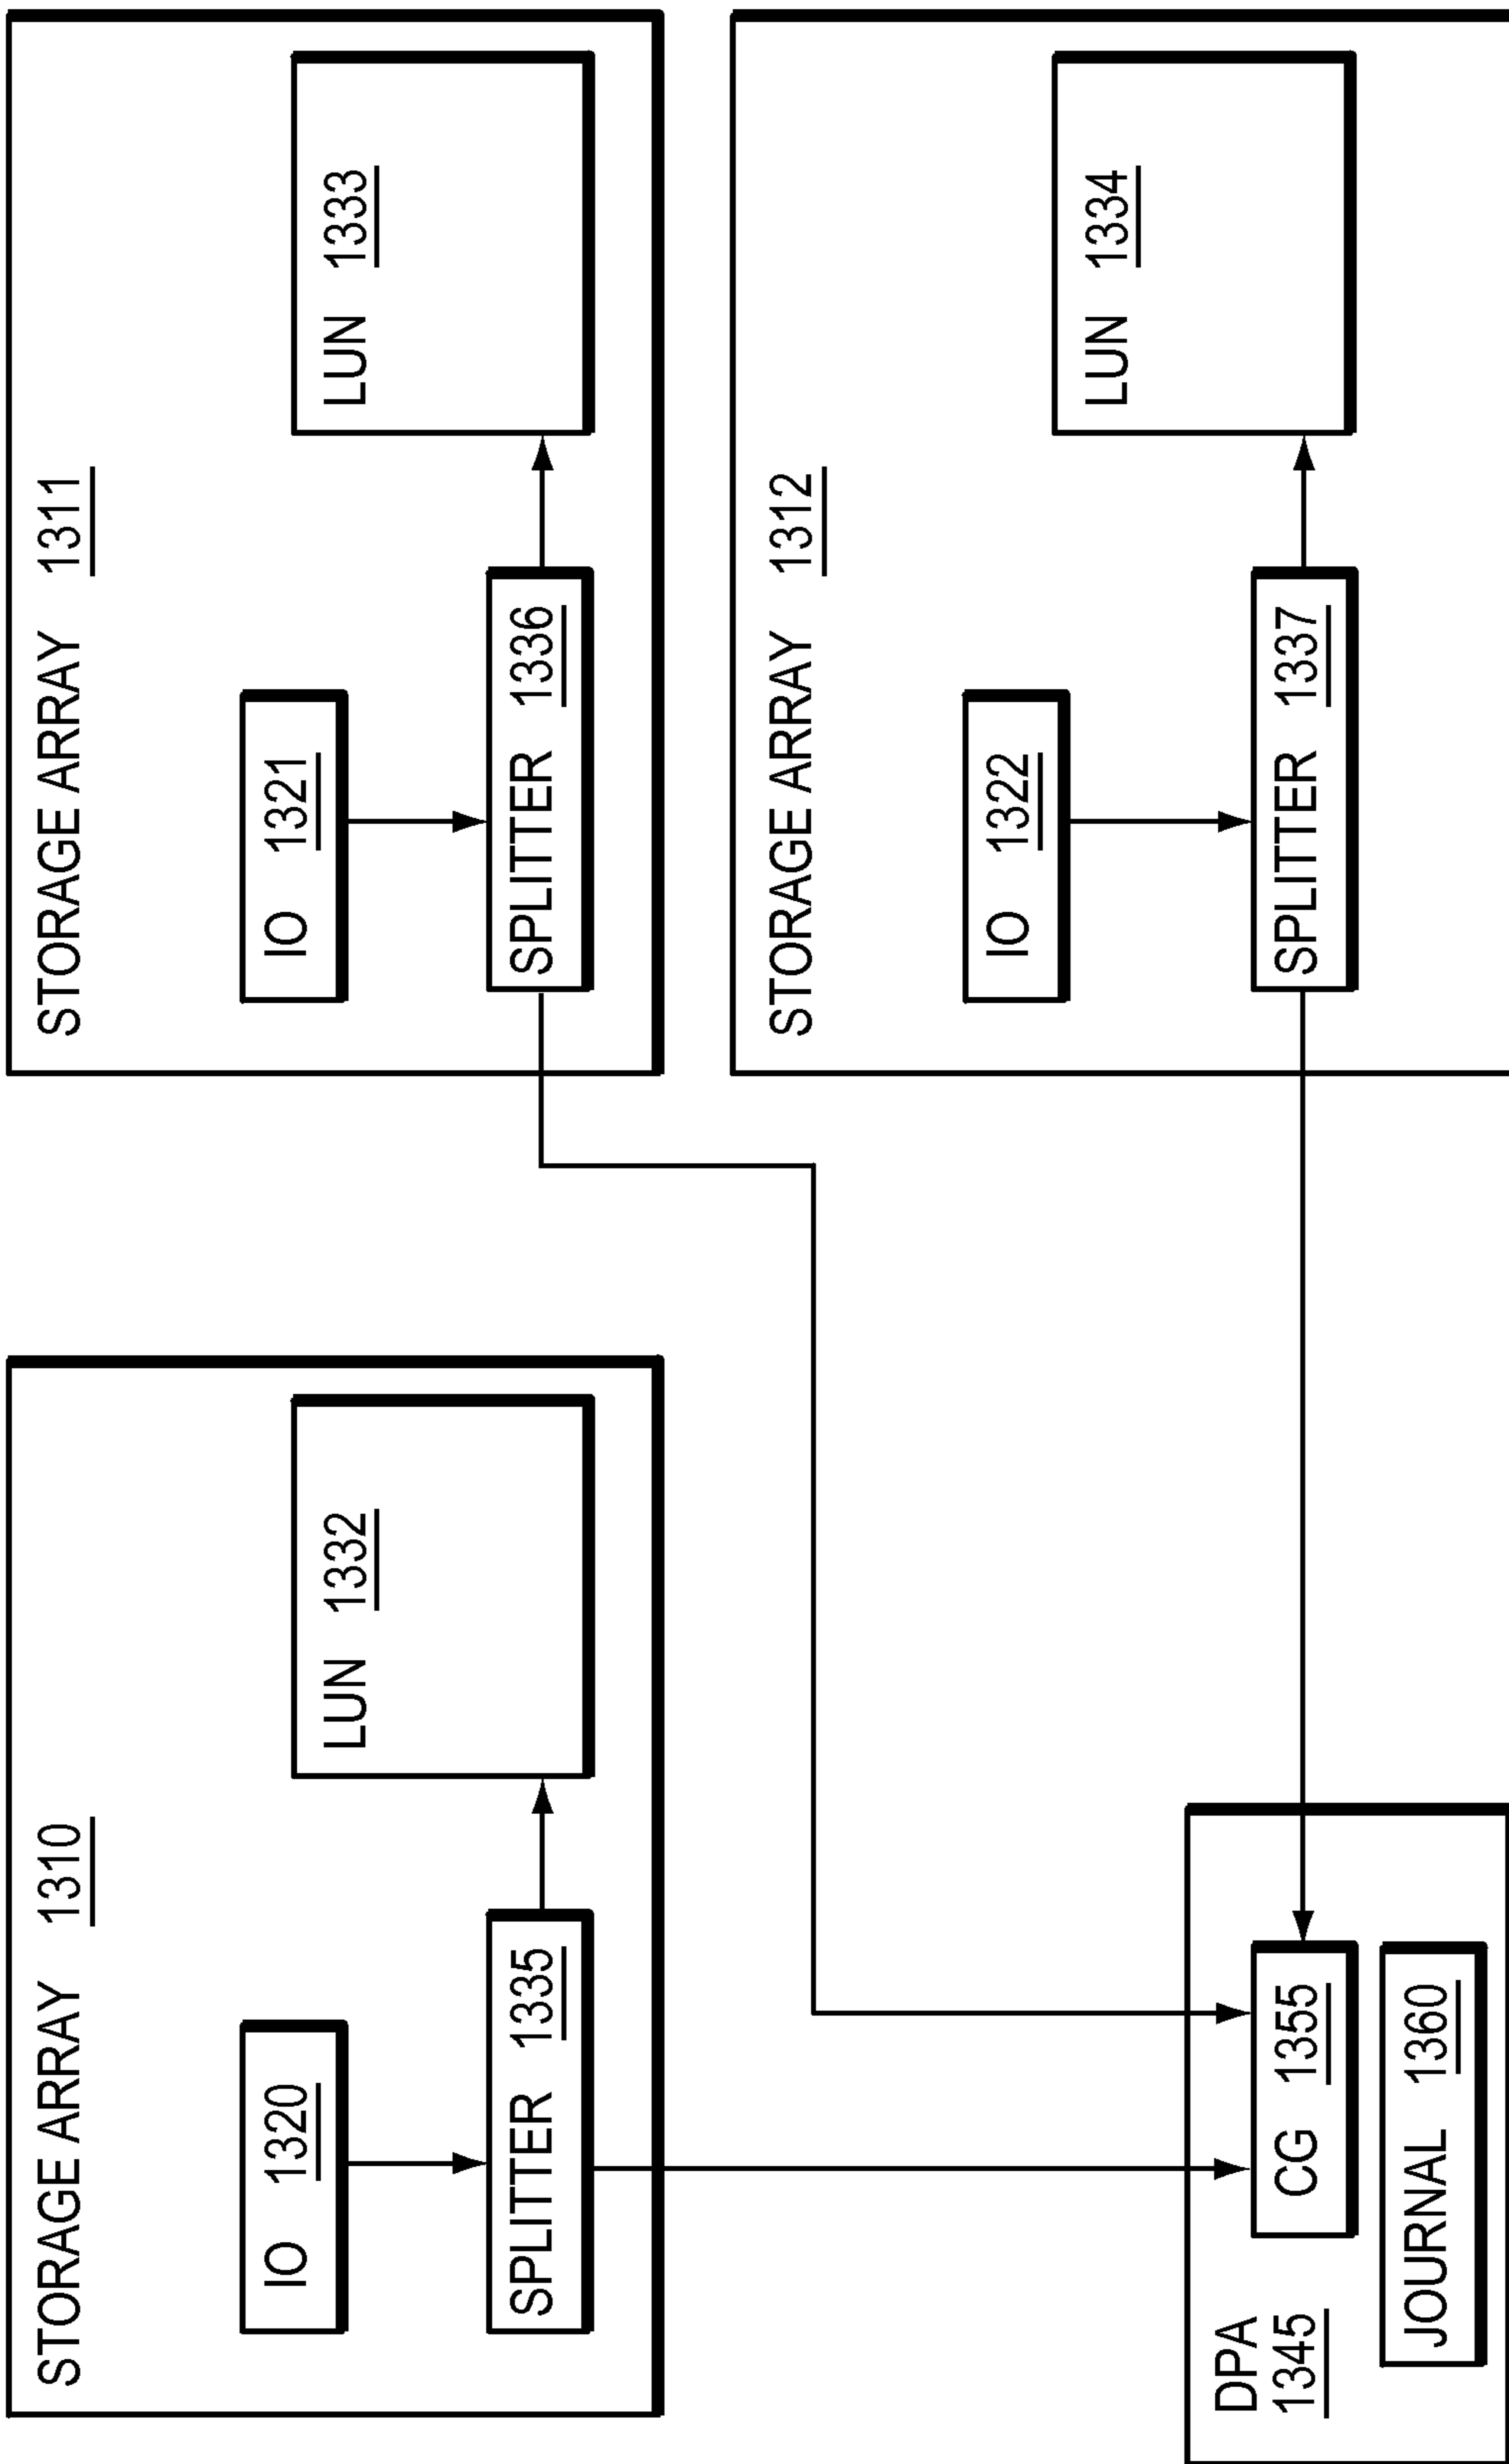 STORAGE ARRAY 1310
IO 1320
SPLITTER 1335
LUN 1332
STORAGE ARRAY 1311
IO 1321
SPLITTER 1336
LUN 1333
STORAGE ARRAY 1312
IO 1322
SPLITTER 1337
LUN 1334
DPA
1345
CG 1355
JOURNAL 1360